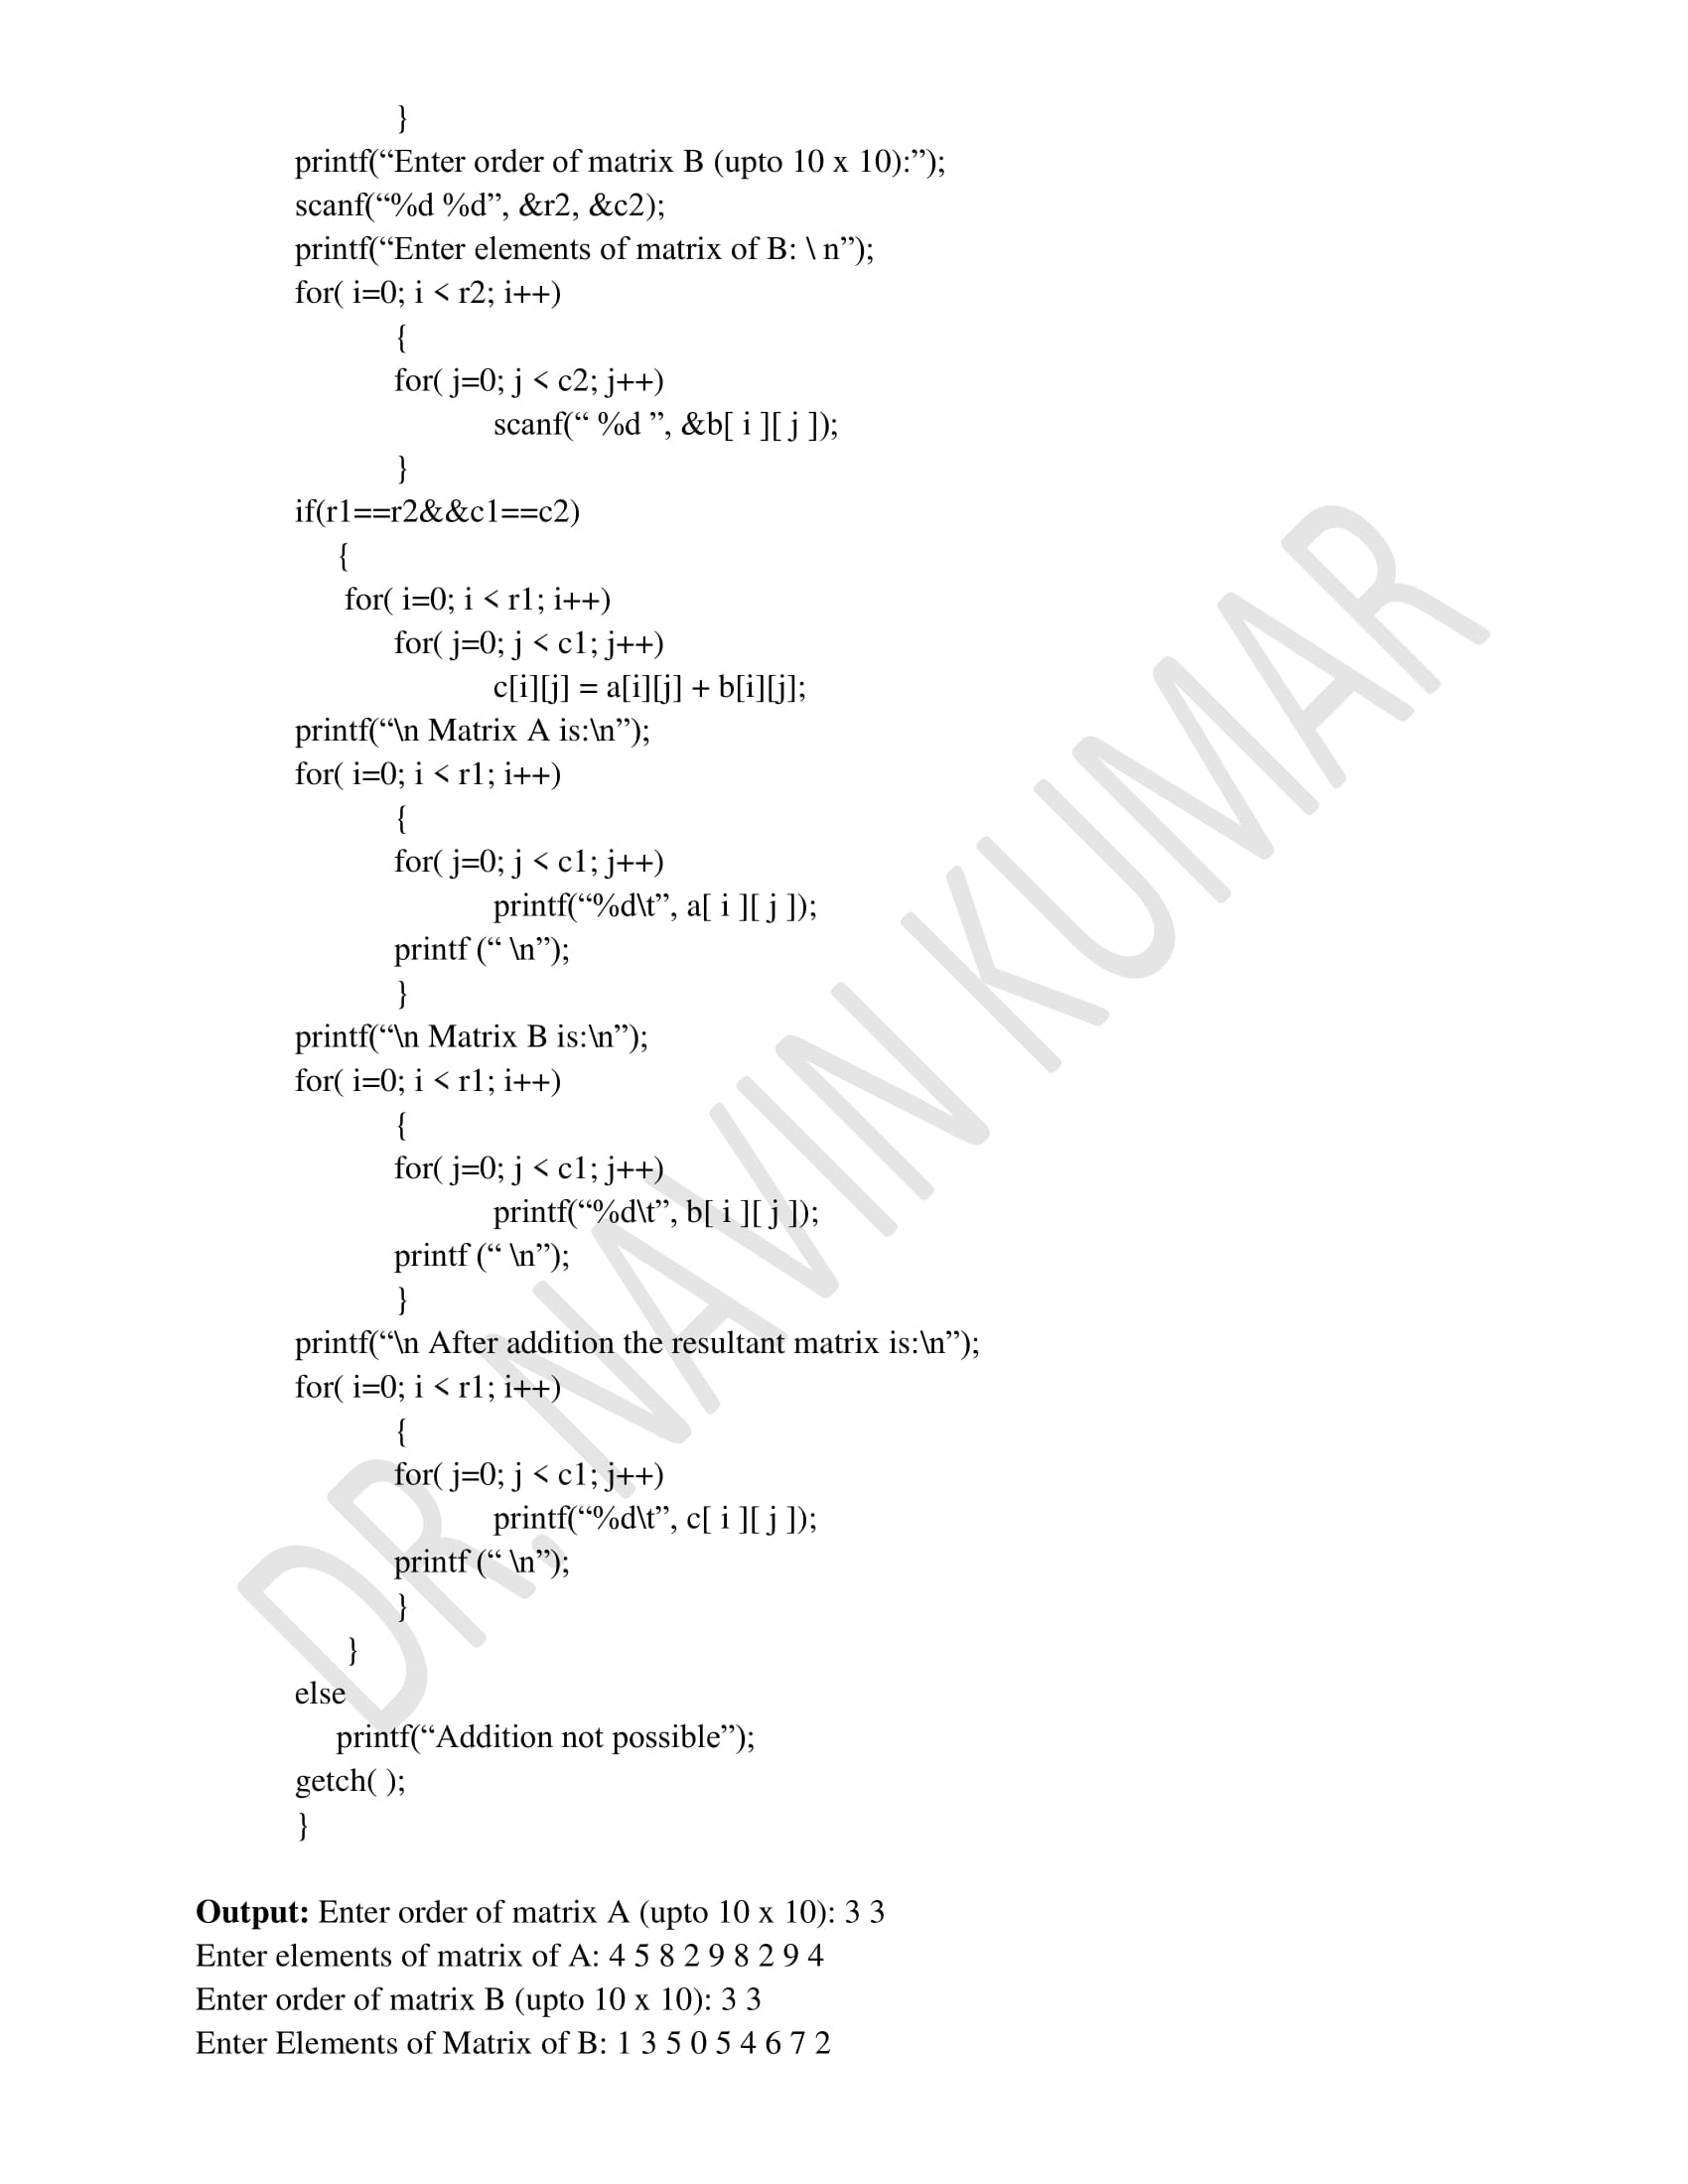 }
printf(“Enter order of matrix B (upto 10 x 10):”);
scanf(“%d %d”, &r2, &c2);
printf(“Enter elements of matrix of B: \ n”);
for( i=0; i < r2; i++)
{
for( j=0; j < c2; j++)
scanf(“ %d ”, &b[ i ][ j ]);
}
if(r1==r2&&c1==c2)
{
for( i=0; i < r1; i++)
for( j=0; j < c1; j++)
c[i][j] = a[i][j] + b[i][j];
printf(“\n Matrix A is:\n”);
for( i=0; i < r1; i++)
{
for( j=0; j < c1; j++)
printf(“%d\t”, a[ i ][ j ]);
printf (“ \n”);
}
printf(“\n Matrix B is:\n”);
for( i=0; i < r1; i++)
{
for( j=0; j < c1; j++)
printf(“%d\t”, b[ i ][ j ]);
printf (“ \n”);
}
printf(“\n After addition the resultant matrix is:\n”);
for( i=0; i < r1; i++)
{
for( j=0; j < c1; j++)
printf(“%d\t”, c[ i ][ j ]);
printf (“ \n”);
}
}
else
printf(“Addition not possible”);
getch( );
}
Output: Enter order of matrix A (upto 10 x 10): 3 3
Enter elements of matrix of A: 4 5 8 2 9 8 2 9 4
Enter order of matrix B (upto 10 x 10): 3 3
Enter Elements of Matrix of B: 1 3 5 0 5 4 6 7 2
DR. NAVIN KUMAR